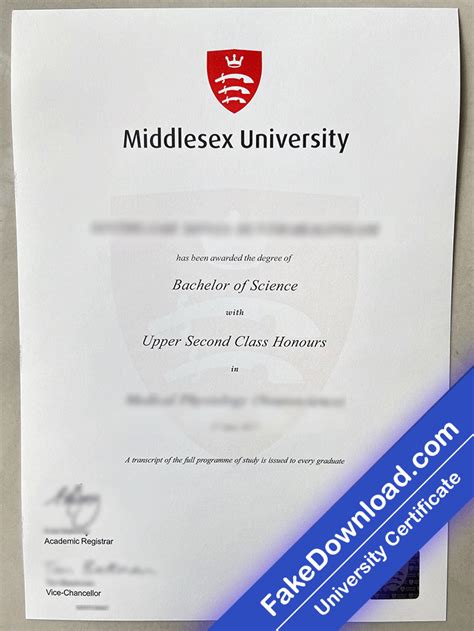 Middlesex University
has been awarded the degree of
Bachelor of Science
with
Upper Second Class Honours
in
A transcript of the full programme of study is issued to every graduate
Academic Registrar
Vice-Chancellor
FakeDownload.com
University Certificate